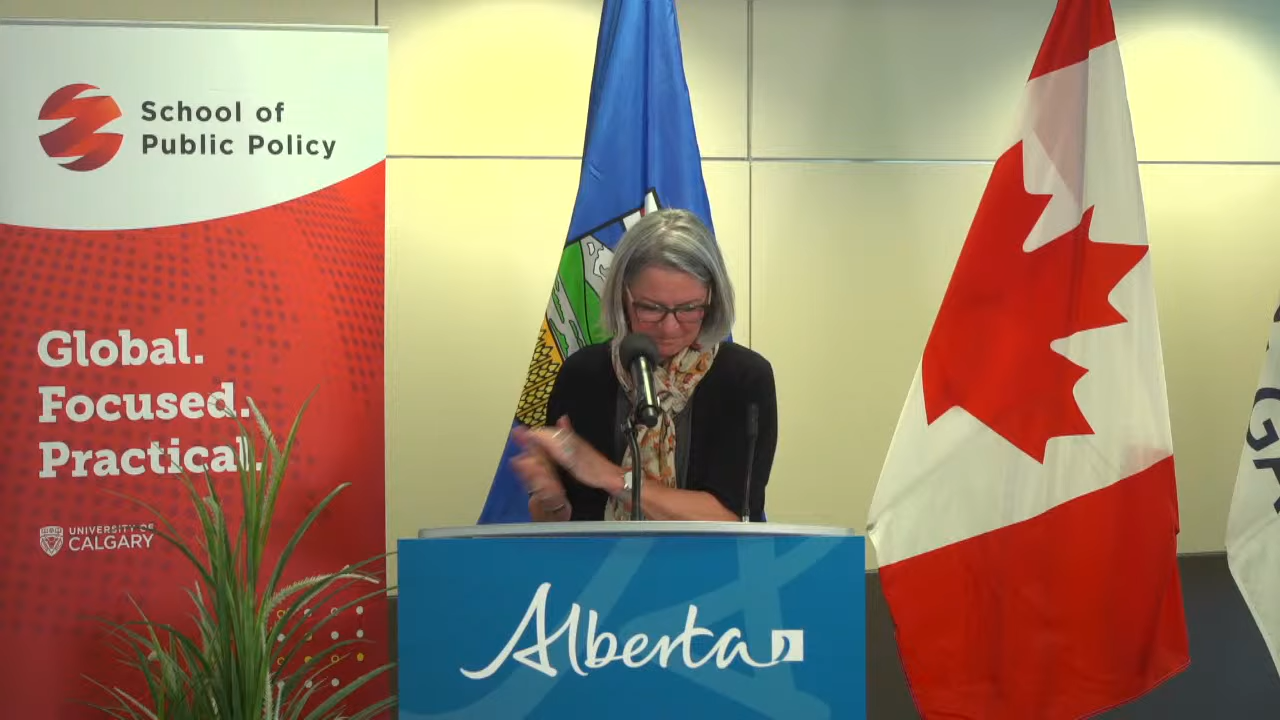 School of
Public Policy
Global.
Focused.
Practical.
UNIVERSITY OF
CALGARY
Alberta